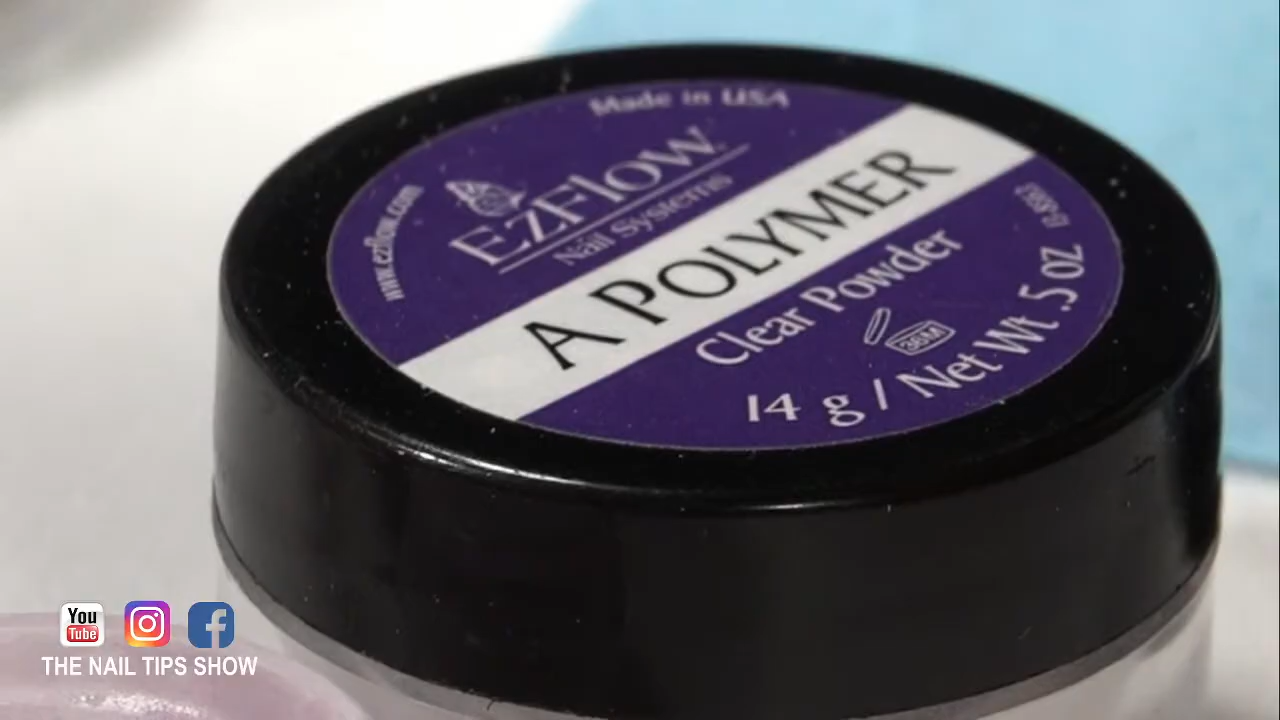 Made in USA
www.ezflow.com
EzFlow
Nail Systems
A POLYMER
Clear Powder
36M
14 g / Net Wt .5 oz
You
Tube
THE NAIL TIPS SHOW